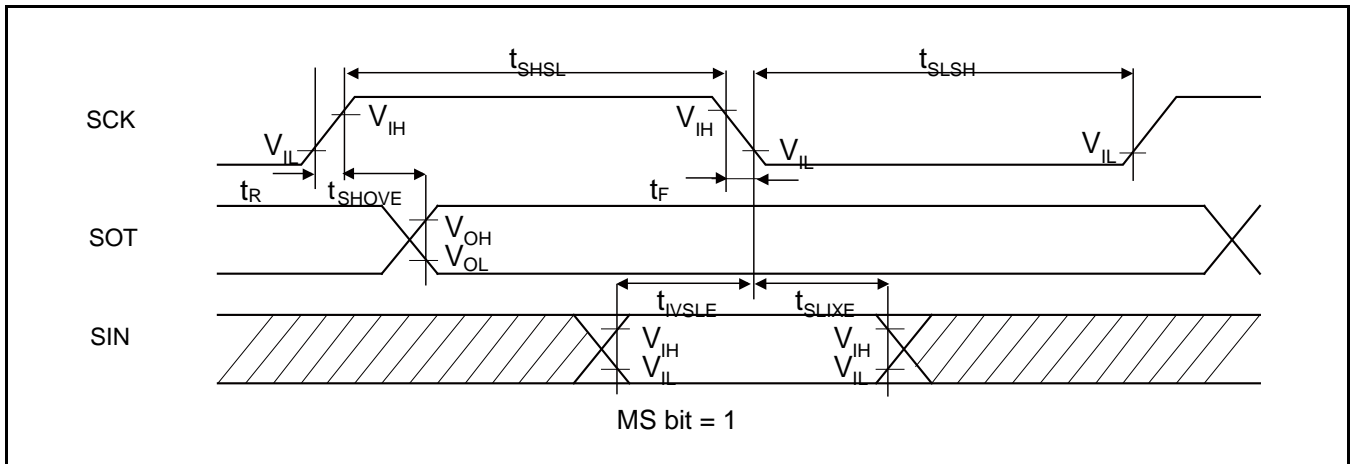 tSHSL tSLSH
SCK VIH VIH
VIL VIL VIL
tR tSHOVE tF
SOT VOH
VOL
tIVSLE tSLIXE
SIN VIH VIH
VIL VIL
MS bit = 1